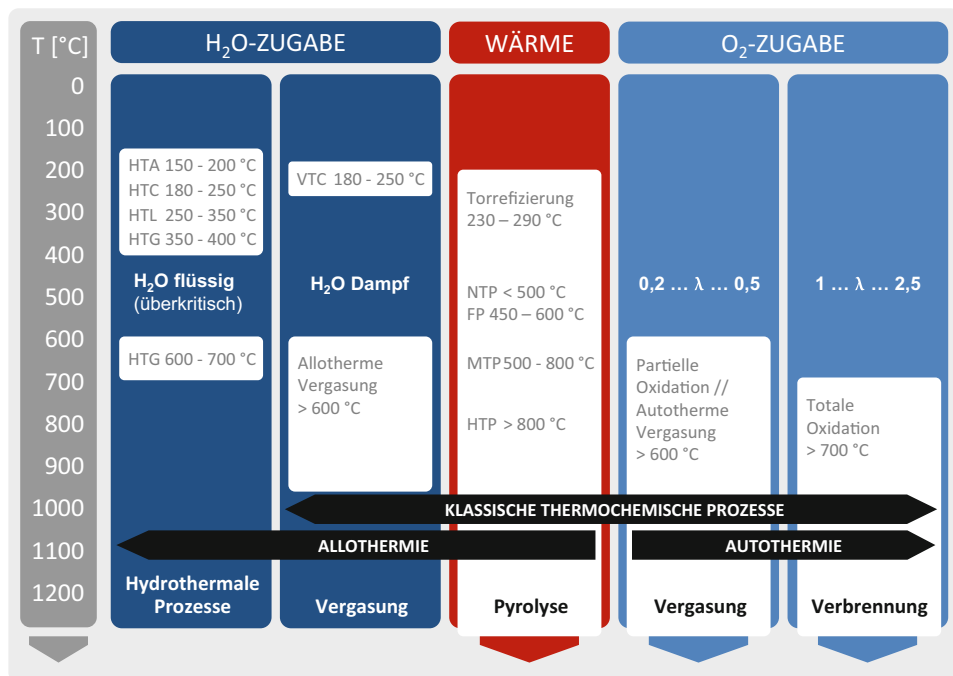 T [°C]
H₂O-ZUGABE
WÄRME
O₂-ZUGABE
0
100
200
300
400
500
600
700
800
900
1000
1100
1200
HTA 150 - 200 °C
HTC 180 - 250 °C
HTL 250 - 350 °C
HTG 350 - 400 °C
H₂O flüssig
(überkritisch)
HTG 600 - 700 °C
Hydrothermale
Prozesse
VTC 180 - 250 °C
H₂O Dampf
Allotherme
Vergasung
> 600 °C
Vergasung
Torrefizierung
230 – 290 °C
NTP < 500 °C
FP 450 – 600 °C
MTP 500 - 800 °C
HTP > 800 °C
Pyrolyse
0,2 ... λ ... 0,5
Partielle
Oxidation //
Autotherme
Vergasung
> 600 °C
Vergasung
1 ... λ ... 2,5
Totale
Oxidation
> 700 °C
Verbrennung
KLASSISCHE THERMOCHEMISCHE PROZESSE
ALLOTHERMIE
AUTOTHERMIE